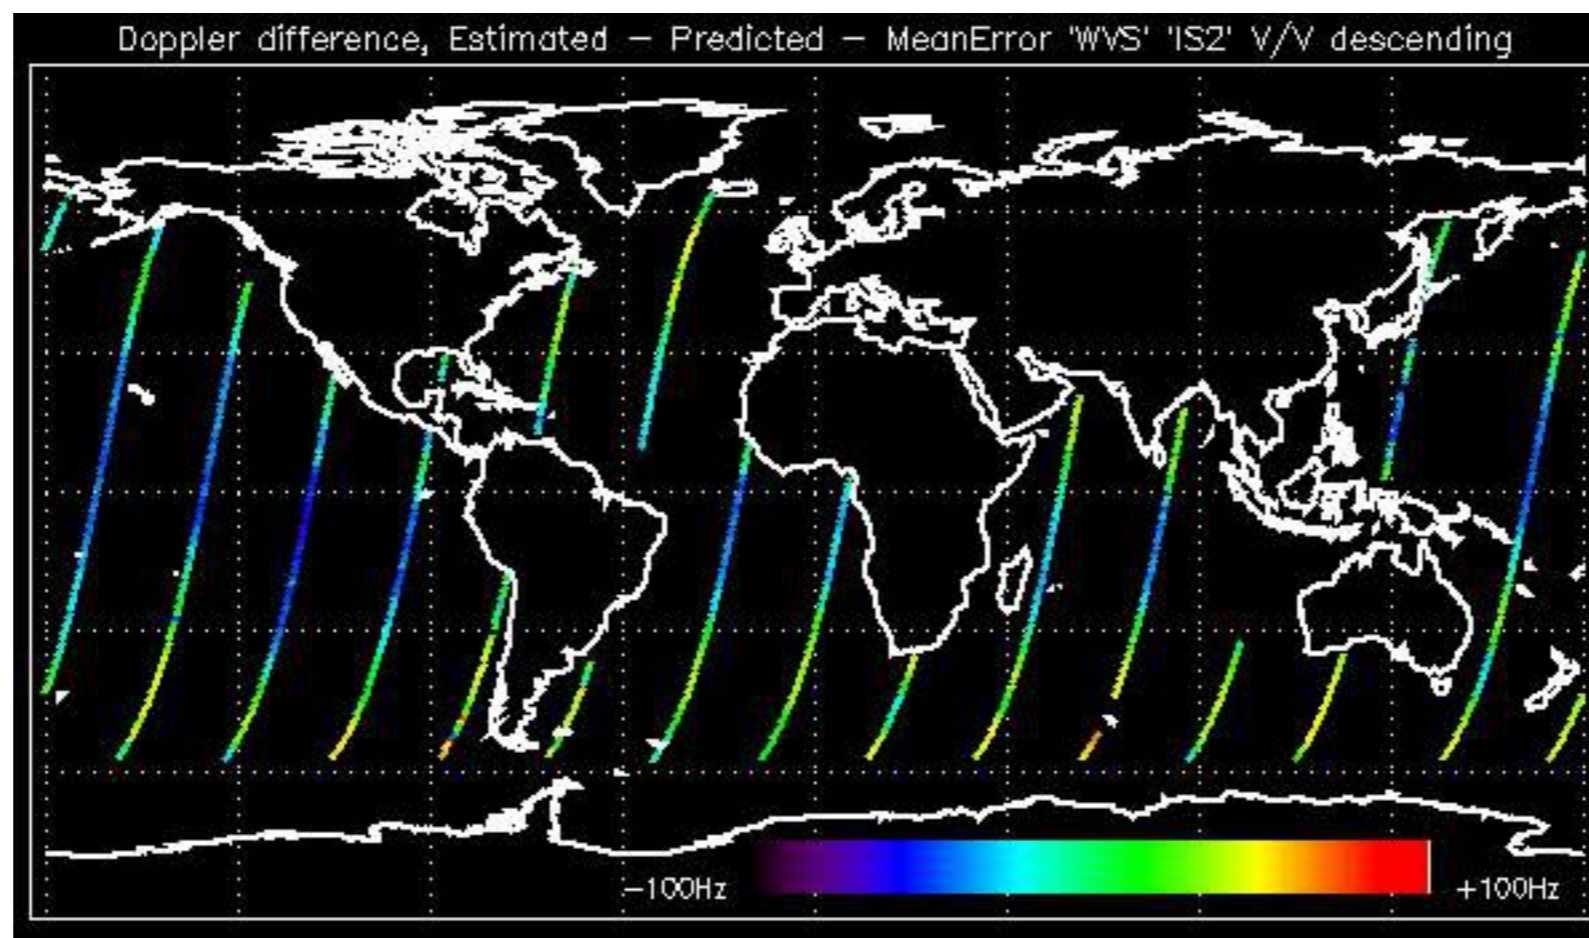 Doppler difference, Estimated - Predicted - MeanError 'WVS' 'IS2' V/V descending
-100Hz +100Hz